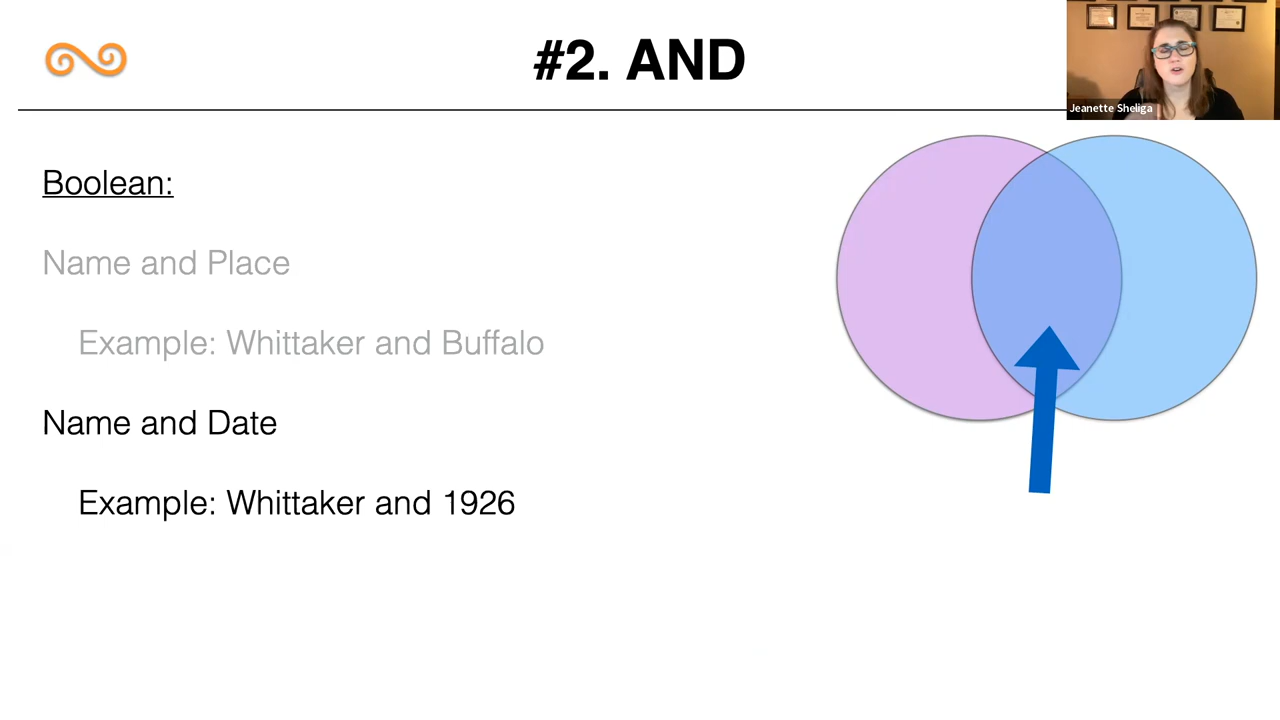 #2. AND
Jeanette Sheliga
Boolean:
Name and Place
Example: Whittaker and Buffalo
Name and Date
Example: Whittaker and 1926